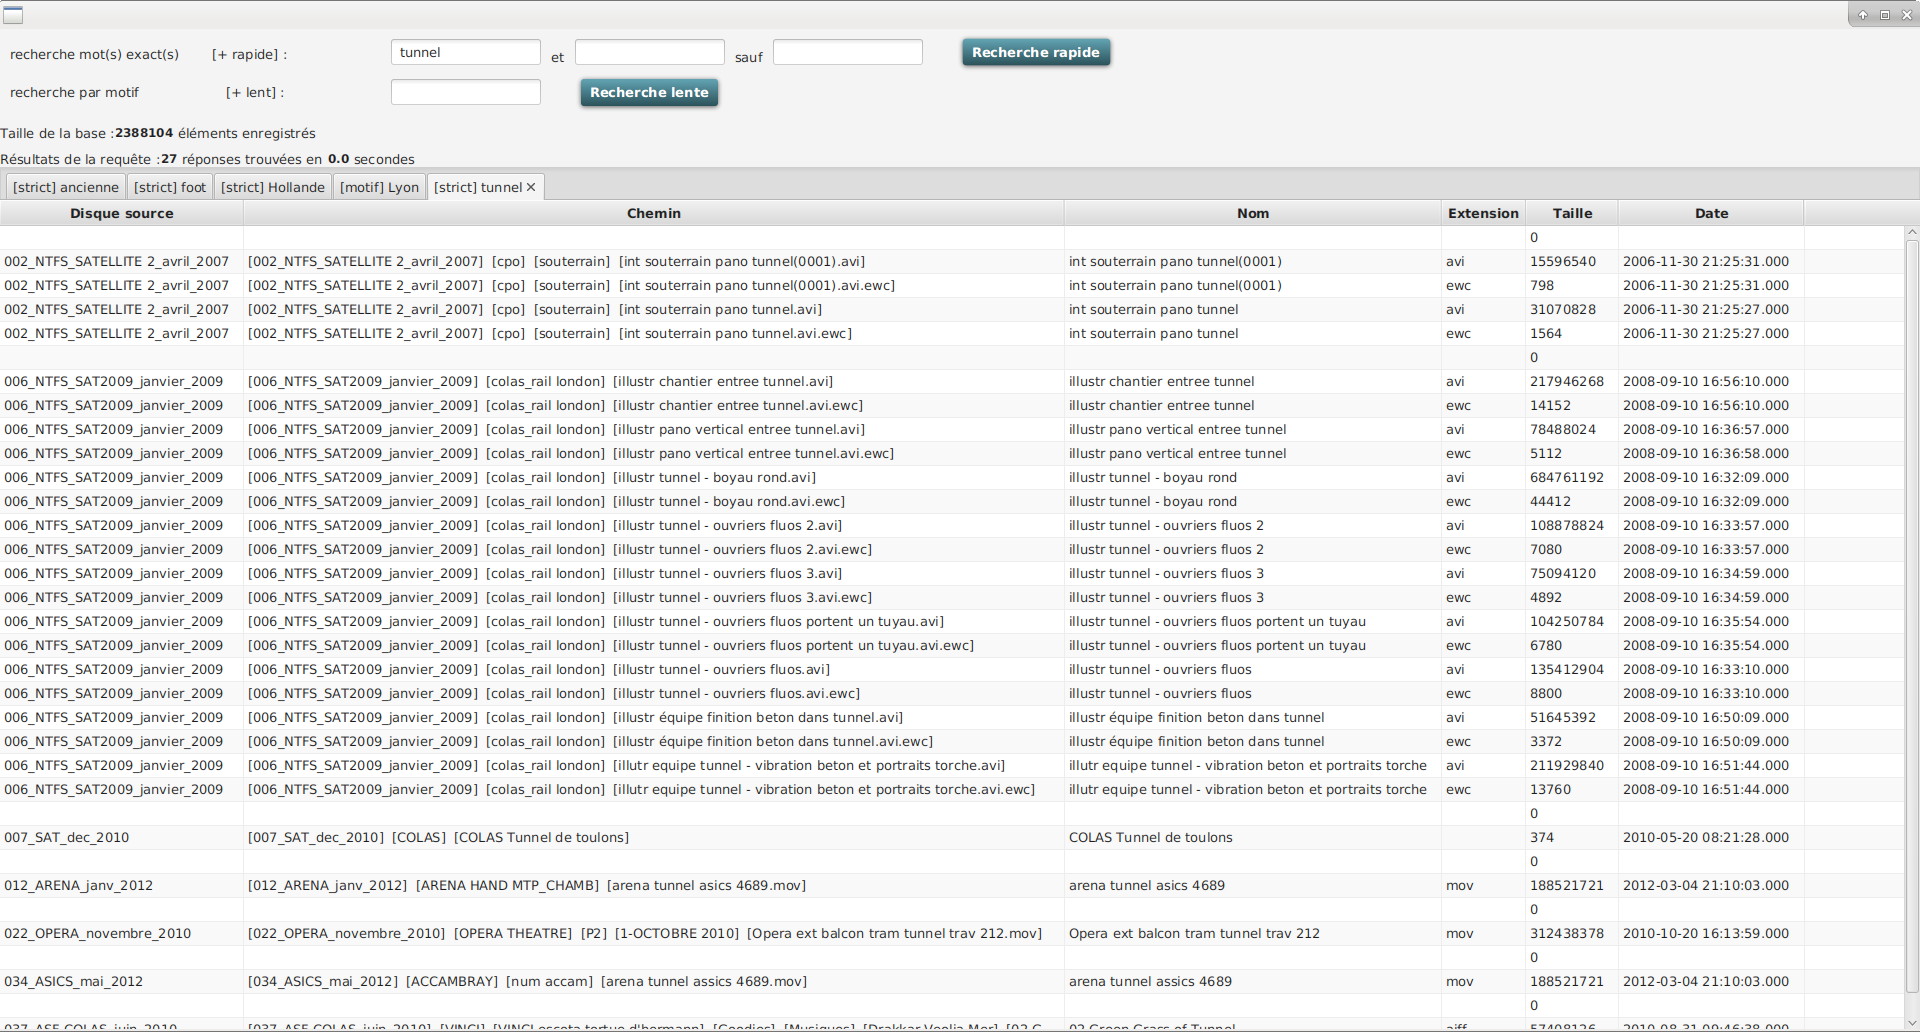 recherche mot(s) exact(s) [+ rapide] : tunnel et sauf Recherche rapide
recherche par motif [+ lent] : Recherche lente
Taille de la base :2388104 éléments enregistrés
Résultats de la requête :27 réponses trouvées en 0.0 secondes
[strict] ancienne [strict] foot [strict] Hollande [motif] Lyon [strict] tunnel
Disque source Chemin Nom Extension Taille Date
0
002_NTFS_SATELLITE 2_avril_2007 [002_NTFS_SATELLITE 2_avril_2007] [cpo] [souterrain] [int souterrain pano tunnel(0001).avi] int souterrain pano tunnel(0001) avi 15596540 2006-11-30 21:25:31.000
002_NTFS_SATELLITE 2_avril_2007 [002_NTFS_SATELLITE 2_avril_2007] [cpo] [souterrain] [int souterrain pano tunnel(0001).avi.ewc] int souterrain pano tunnel(0001) ewc 798 2006-11-30 21:25:31.000
002_NTFS_SATELLITE 2_avril_2007 [002_NTFS_SATELLITE 2_avril_2007] [cpo] [souterrain] [int souterrain pano tunnel.avi] int souterrain pano tunnel avi 31070828 2006-11-30 21:25:27.000
002_NTFS_SATELLITE 2_avril_2007 [002_NTFS_SATELLITE 2_avril_2007] [cpo] [souterrain] [int souterrain pano tunnel.avi.ewc] int souterrain pano tunnel ewc 1564 2006-11-30 21:25:27.000
0
006_NTFS_SAT2009_janvier_2009 [006_NTFS_SAT2009_janvier_2009] [colas_rail london] [illustr chantier entree tunnel.avi] illustr chantier entree tunnel avi 217946268 2008-09-10 16:56:10.000
006_NTFS_SAT2009_janvier_2009 [006_NTFS_SAT2009_janvier_2009] [colas_rail london] [illustr chantier entree tunnel.avi.ewc] illustr chantier entree tunnel ewc 14152 2008-09-10 16:56:10.000
006_NTFS_SAT2009_janvier_2009 [006_NTFS_SAT2009_janvier_2009] [colas_rail london] [illustr pano vertical entree tunnel.avi] illustr pano vertical entree tunnel avi 78488024 2008-09-10 16:36:57.000
006_NTFS_SAT2009_janvier_2009 [006_NTFS_SAT2009_janvier_2009] [colas_rail london] [illustr pano vertical entree tunnel.avi.ewc] illustr pano vertical entree tunnel ewc 5112 2008-09-10 16:36:58.000
006_NTFS_SAT2009_janvier_2009 [006_NTFS_SAT2009_janvier_2009] [colas_rail london] [illustr tunnel - boyau rond.avi] illustr tunnel - boyau rond avi 684761192 2008-09-10 16:32:09.000
006_NTFS_SAT2009_janvier_2009 [006_NTFS_SAT2009_janvier_2009] [colas_rail london] [illustr tunnel - boyau rond.avi.ewc] illustr tunnel - boyau rond ewc 44412 2008-09-10 16:32:09.000
006_NTFS_SAT2009_janvier_2009 [006_NTFS_SAT2009_janvier_2009] [colas_rail london] [illustr tunnel - ouvriers fluos 2.avi] illustr tunnel - ouvriers fluos 2 avi 108878824 2008-09-10 16:33:57.000
006_NTFS_SAT2009_janvier_2009 [006_NTFS_SAT2009_janvier_2009] [colas_rail london] [illustr tunnel - ouvriers fluos 2.avi.ewc] illustr tunnel - ouvriers fluos 2 ewc 7080 2008-09-10 16:33:57.000
006_NTFS_SAT2009_janvier_2009 [006_NTFS_SAT2009_janvier_2009] [colas_rail london] [illustr tunnel - ouvriers fluos 3.avi] illustr tunnel - ouvriers fluos 3 avi 75094120 2008-09-10 16:34:59.000
006_NTFS_SAT2009_janvier_2009 [006_NTFS_SAT2009_janvier_2009] [colas_rail london] [illustr tunnel - ouvriers fluos 3.avi.ewc] illustr tunnel - ouvriers fluos 3 ewc 4892 2008-09-10 16:34:59.000
006_NTFS_SAT2009_janvier_2009 [006_NTFS_SAT2009_janvier_2009] [colas_rail london] [illustr tunnel - ouvriers fluos portent un tuyau.avi] illustr tunnel - ouvriers fluos portent un tuyau avi 104250784 2008-09-10 16:35:54.000
006_NTFS_SAT2009_janvier_2009 [006_NTFS_SAT2009_janvier_2009] [colas_rail london] [illustr tunnel - ouvriers fluos portent un tuyau.avi.ewc] illustr tunnel - ouvriers fluos portent un tuyau ewc 6780 2008-09-10 16:35:54.000
006_NTFS_SAT2009_janvier_2009 [006_NTFS_SAT2009_janvier_2009] [colas_rail london] [illustr tunnel - ouvriers fluos.avi] illustr tunnel - ouvriers fluos avi 135412904 2008-09-10 16:33:10.000
006_NTFS_SAT2009_janvier_2009 [006_NTFS_SAT2009_janvier_2009] [colas_rail london] [illustr tunnel - ouvriers fluos.avi.ewc] illustr tunnel - ouvriers fluos ewc 8800 2008-09-10 16:33:10.000
006_NTFS_SAT2009_janvier_2009 [006_NTFS_SAT2009_janvier_2009] [colas_rail london] [illustr équipe finition beton dans tunnel.avi] illustr équipe finition beton dans tunnel avi 51645392 2008-09-10 16:50:09.000
006_NTFS_SAT2009_janvier_2009 [006_NTFS_SAT2009_janvier_2009] [colas_rail london] [illustr équipe finition beton dans tunnel.avi.ewc] illustr équipe finition beton dans tunnel ewc 3372 2008-09-10 16:50:09.000
006_NTFS_SAT2009_janvier_2009 [006_NTFS_SAT2009_janvier_2009] [colas_rail london] [illutr equipe tunnel - vibration beton et portraits torche.avi] illutr equipe tunnel - vibration beton et portraits torche avi 211929840 2008-09-10 16:51:44.000
006_NTFS_SAT2009_janvier_2009 [006_NTFS_SAT2009_janvier_2009] [colas_rail london] [illutr equipe tunnel - vibration beton et portraits torche.avi.ewc] illutr equipe tunnel - vibration beton et portraits torche ewc 13760 2008-09-10 16:51:44.000
0
007_SAT_dec_2010 [007_SAT_dec_2010] [COLAS] [COLAS Tunnel de toulons] COLAS Tunnel de toulons 374 2010-05-20 08:21:28.000
0
012_ARENA_janv_2012 [012_ARENA_janv_2012] [ARENA HAND MTP_CHAMB] [arena tunnel asics 4689.mov] arena tunnel asics 4689 mov 188521721 2012-03-04 21:10:03.000
0
022_OPERA_novembre_2010 [022_OPERA_novembre_2010] [OPERA THEATRE] [P2] [1-OCTOBRE 2010] [Opera ext balcon tram tunnel trav 212.mov] Opera ext balcon tram tunnel trav 212 mov 312438378 2010-10-20 16:13:59.000
0
034_ASICS_mai_2012 [034_ASICS_mai_2012] [ACCAMBRAY] [num accam] [arena tunnel assics 4689.mov] arena tunnel assics 4689 mov 188521721 2012-03-04 21:10:03.000
0